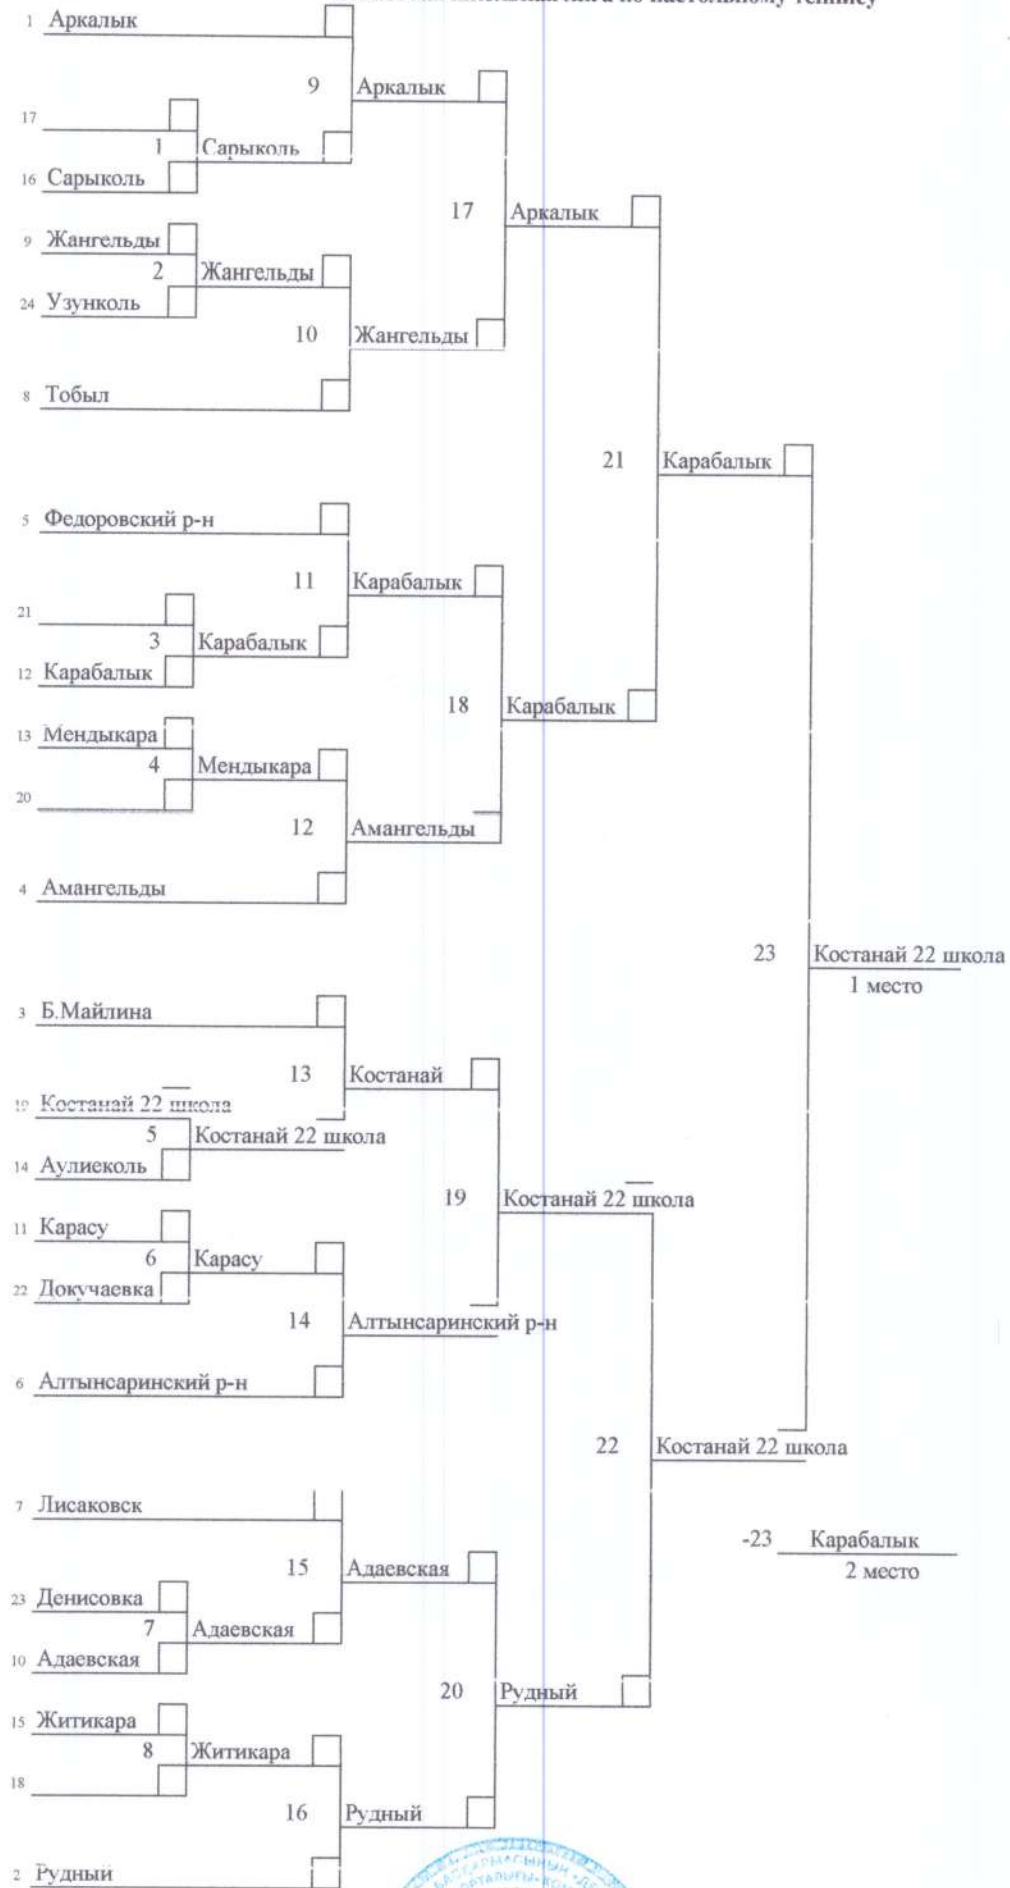 по настольному теннису
1 Аркалык
9 Аркалык
17
1 Сарыколь
16 Сарыколь
17 Аркалык
9 Жангельды
2 Жангельды
24 Узунколь
10 Жангельды
8 Тобыл
21 Карабалык
5 Федоровский р-н
11 Карабалык
21
3 Карабалык
12 Карабалык
18 Карабалык
13 Мендыкара
4 Мендыкара
20
12 Амангельды
4 Амангельды
23 Костанай 22 школа
1 место
3 Б.Майлина
13 Костанай
19 Костанай 22 школа
5 Костанай 22 школа
14 Аулиеколь
19 Костанай 22 школа
11 Карасу
6 Карасу
22 Докучаевка
14 Алтынсаринский р-н
6 Алтынсаринский р-н
22 Костанай 22 школа
7 Лисаковск
-23 Карабалык
2 место
15 Адаевская
23 Денисовка
7 Адаевская
10 Адаевская
20 Рудный
15 Житикара
8 Житикара
18
16 Рудный
2 Рудный